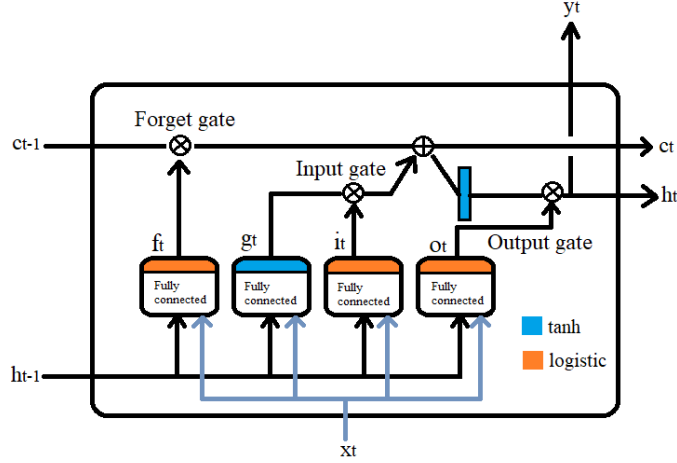 yt
Forget gate
ct-1
ct
Input gate
ht
ft
gt
it
ot
Output gate
Fully
connected
Fully
connected
Fully
connected
Fully
connected
tanh
logistic
ht-1
xt